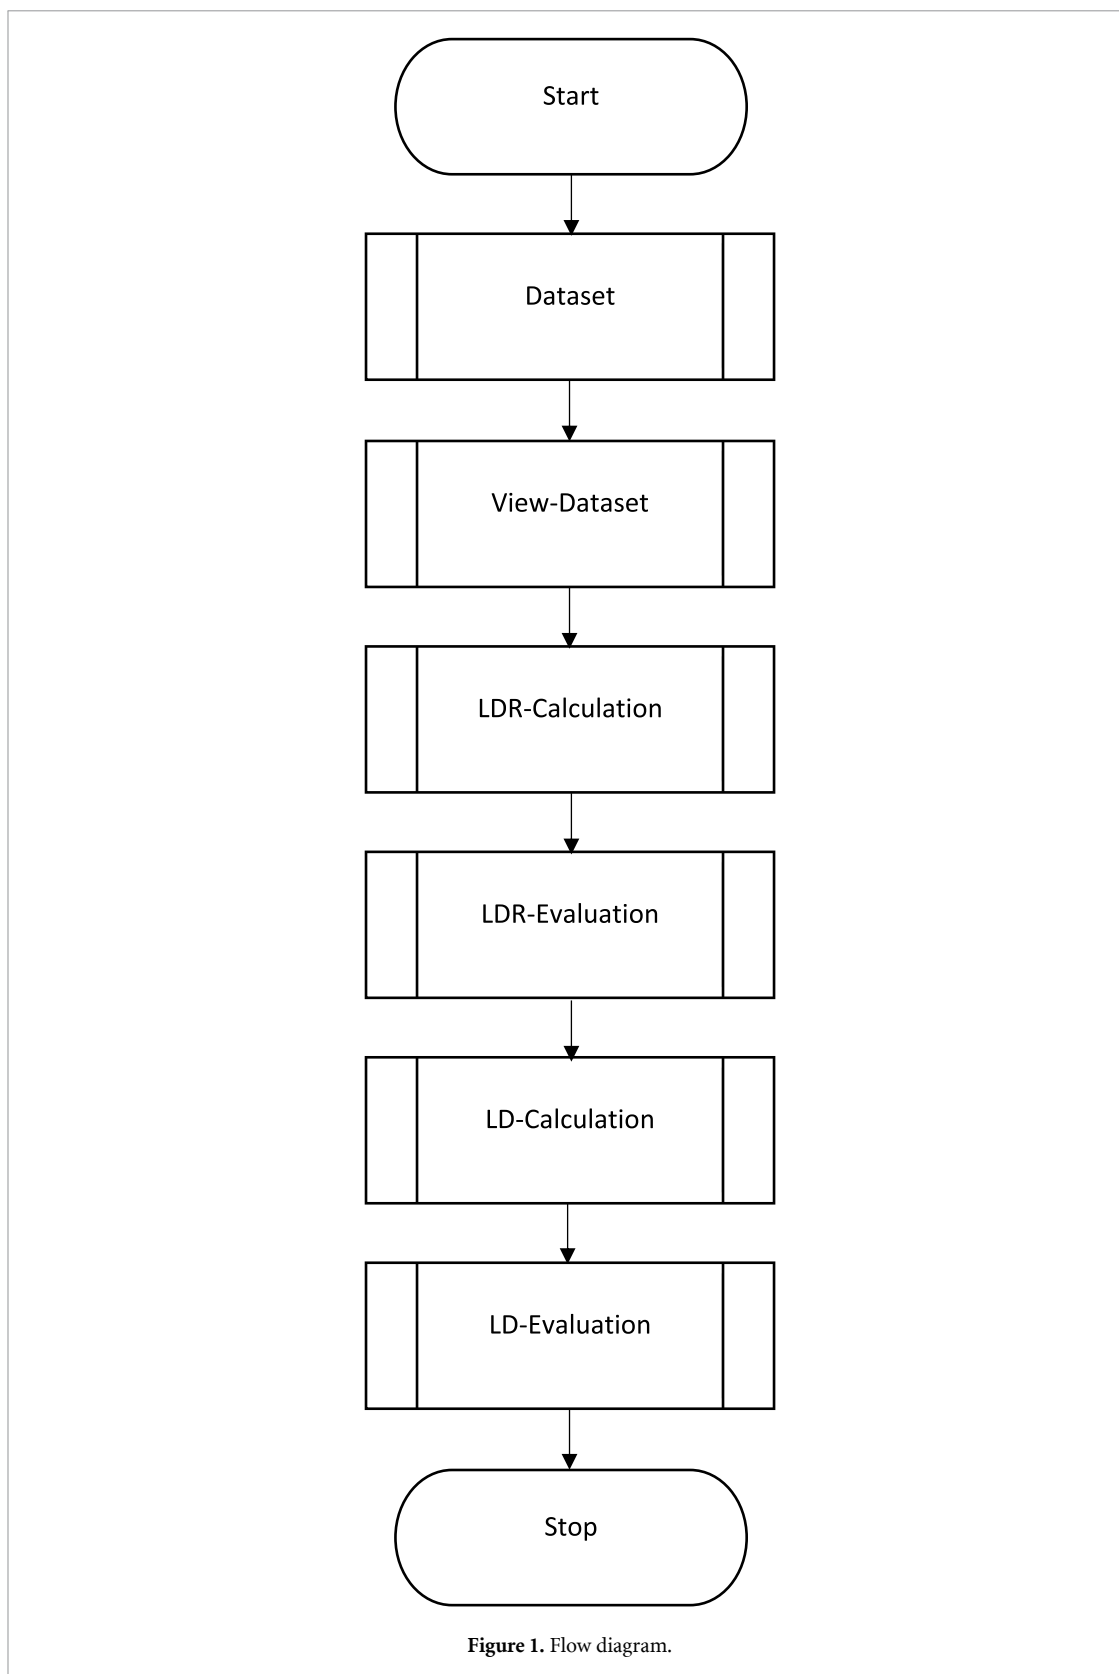 Start
Dataset
View-Dataset
LDR-Calculation
LDR-Evaluation
LD-Calculation
LD-Evaluation
Stop
Figure 1. Flow diagram.